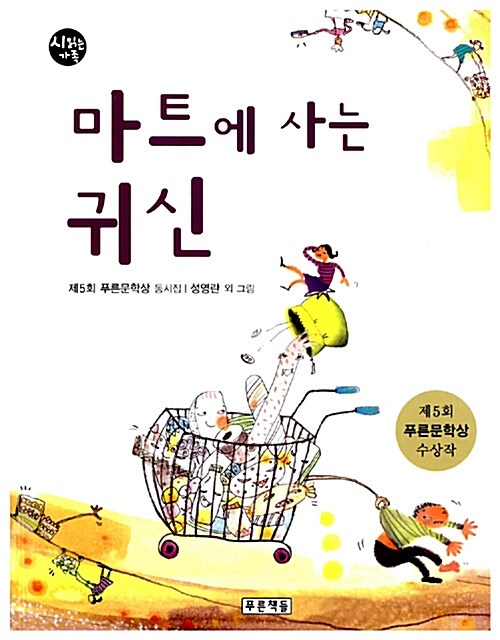 시읽는
가족
마트에 사는
귀신
제5회 푸른문학상 동시집 | 성영란 외 그림
제5회
푸른문학상
수상작
푸른책들